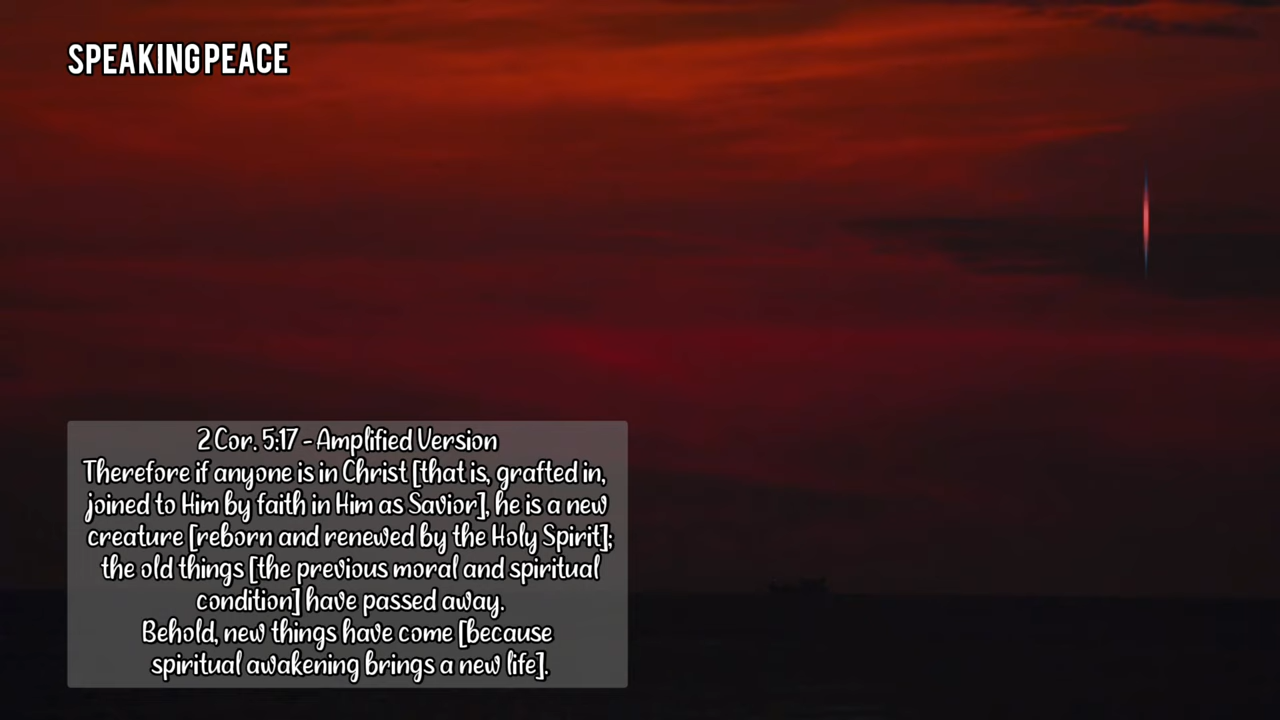 SPEAKING PEACE
2 Cor. 5:17 - Amplified Version
Therefore if anyone is in Christ [that is, grafted in,
joined to Him by faith in Him as Savior], he is a new
creature [reborn and renewed by the Holy Spirit];
the old things [the previous moral and spiritual
condition] have passed away.
Behold, new things have come [because
spiritual awakening brings a new life].